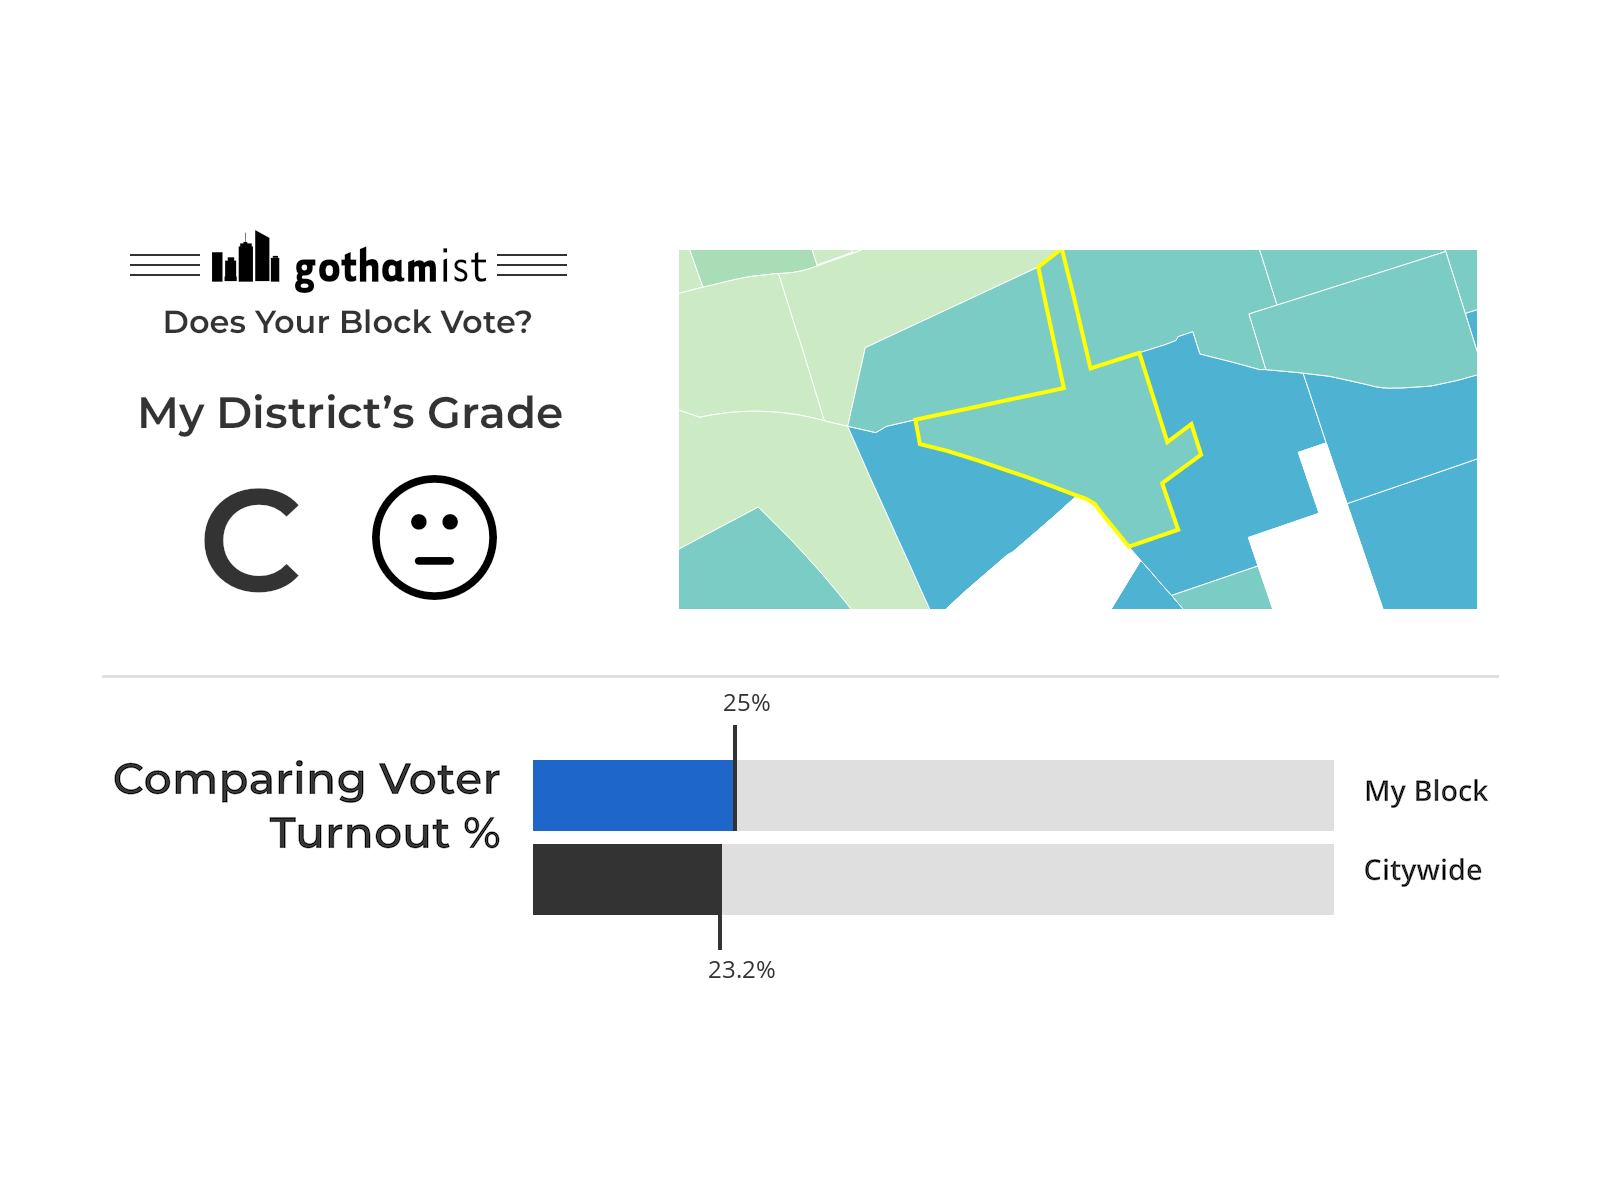 gothamist
Does Your Block Vote?
My District’s Grade
C
25%
Comparing Voter
Turnout %
My Block
Citywide
23.2%